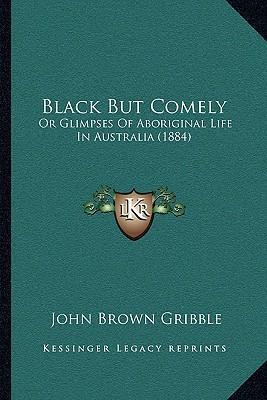 Black But Comely
Or Glimpses Of Aboriginal Life
In Australia (1884)
LKR
John Brown Gribble
Kessinger Legacy Reprints